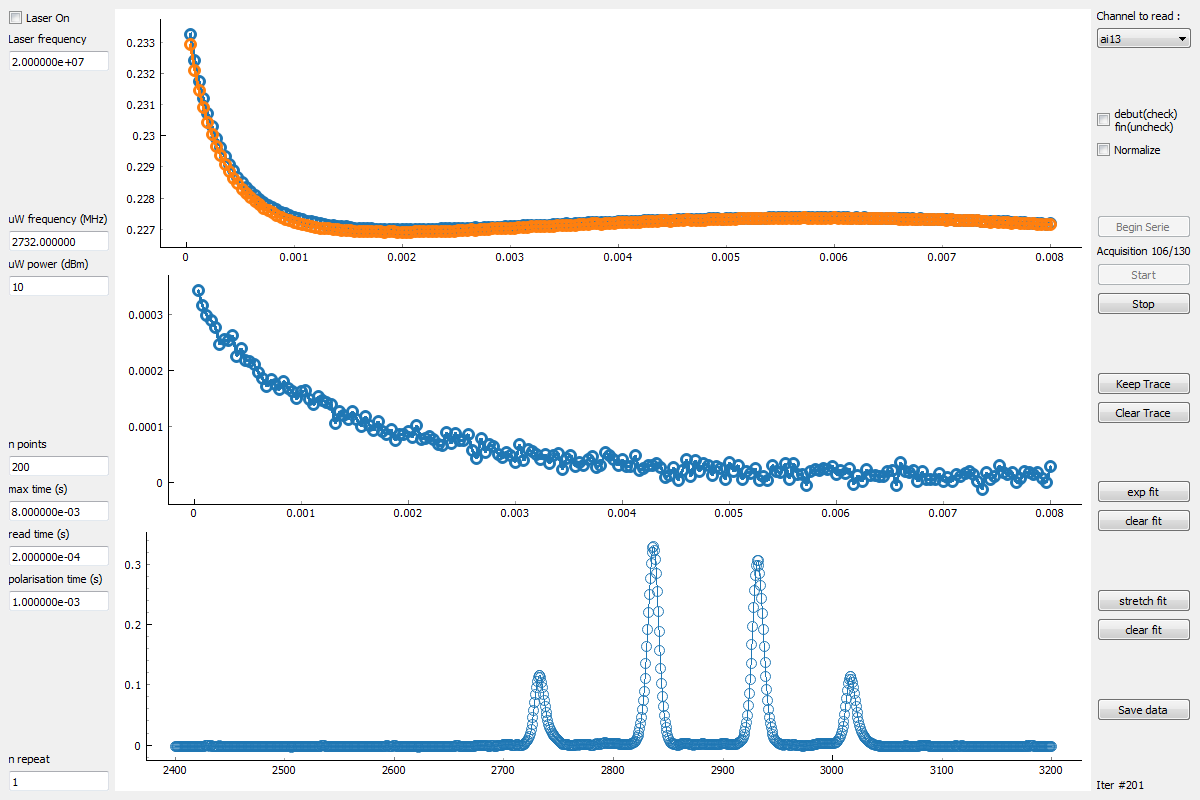 Laser On
Laser frequency
2.000000e+07
uW frequency (MHz)
2732.000000
uW power (dBm)
10
n points
200
max time (s)
8.000000e-03
read time (s)
2.000000e-04
polarisation time (s)
1.000000e-03
n repeat
1
0.233
0.232
0.231
0.23
0.229
0.228
0.227
0 0.001 0.002 0.003 0.004 0.005 0.006 0.007 0.008
0.0003
0.0002
0.0001
0
0 0.001 0.002 0.003 0.004 0.005 0.006 0.007 0.008
0.3
0.2
0.1
0
2400 2500 2600 2700 2800 2900 3000 3100 3200
Channel to read :
ai13
debut(check)
fin(uncheck)
Normalize
Begin Serie
Acquisition 106/130
Start
Stop
Keep Trace
Clear Trace
exp fit
clear fit
stretch fit
clear fit
Save data
Iter #201